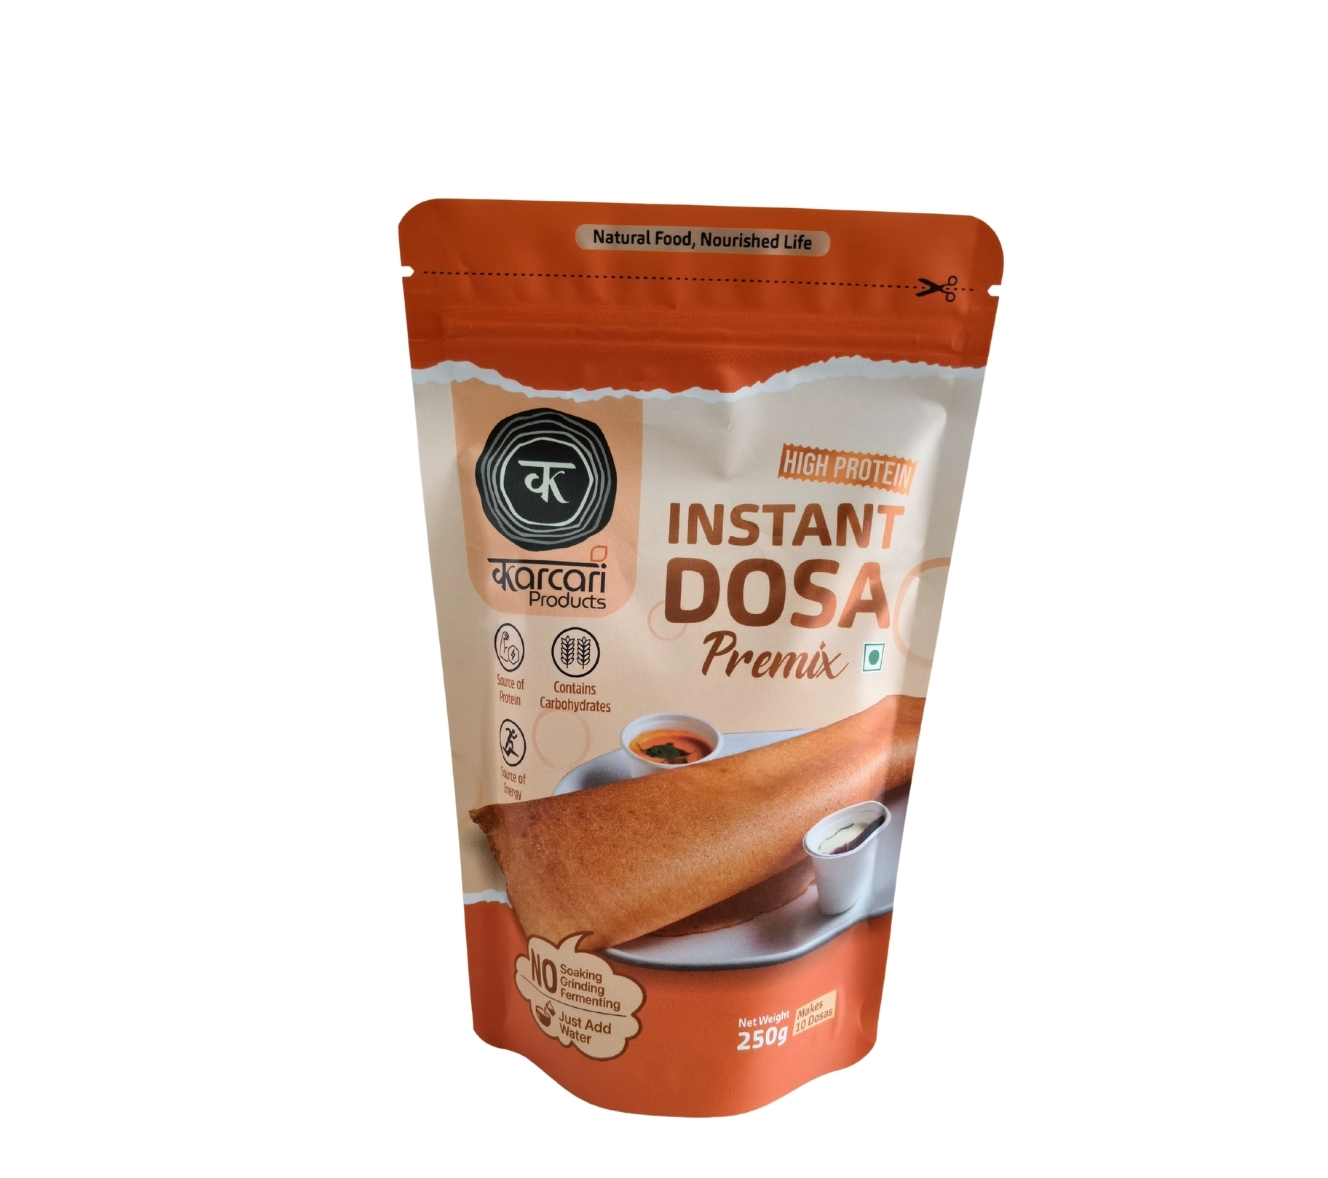 Natural Food, Nourished Life
क
HIGH PROTEIN
INSTANT
DOSA
Premix
कarcari
Products
Source of
Protein
Contains
Carbohydrates
Source of
Energy
NO
Soaking
Grinding
Fermenting
Just Add
Water
Net Weight
250g
Makes
10 Dosas